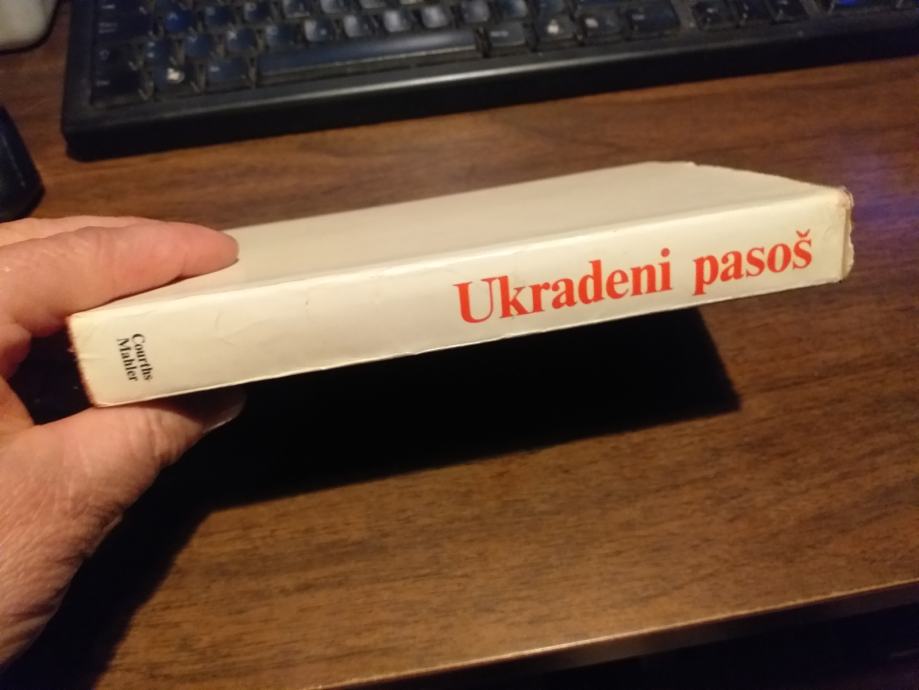 Courths
Mahler
Ukradeni pasoš